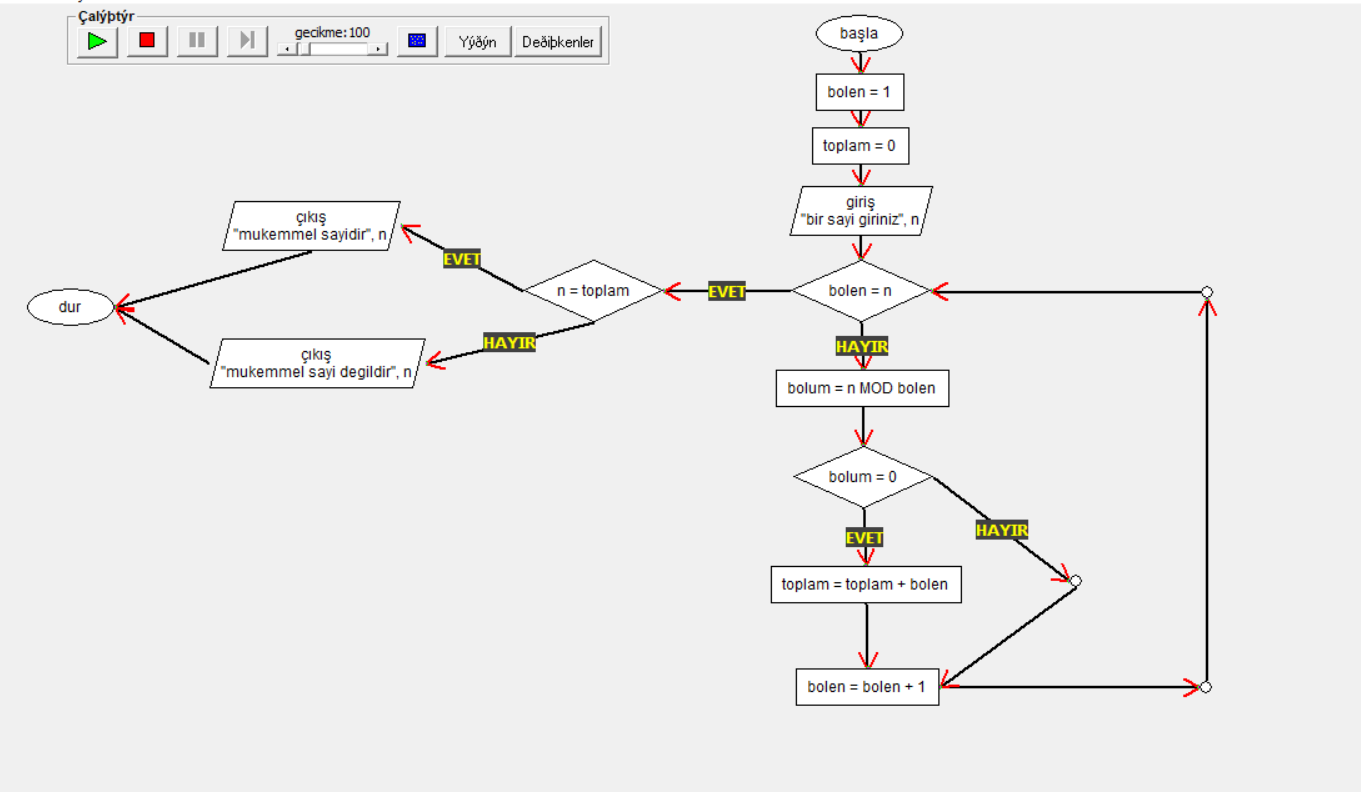 Çalýþtýr
gecikme:100
Yýðýn
Deðiþkenler
başla
bolen = 1
toplam = 0
giriş
"bir sayi giriniz", n
bolen = n
EVET
HAYIR
n = toplam
EVET
HAYIR
çıkış
"mukemmel sayidir", n
çıkış
"mukemmel sayi degildir", n
dur
bolum = n MOD bolen
bolum = 0
EVET
HAYIR
toplam = toplam + bolen
bolen = bolen + 1